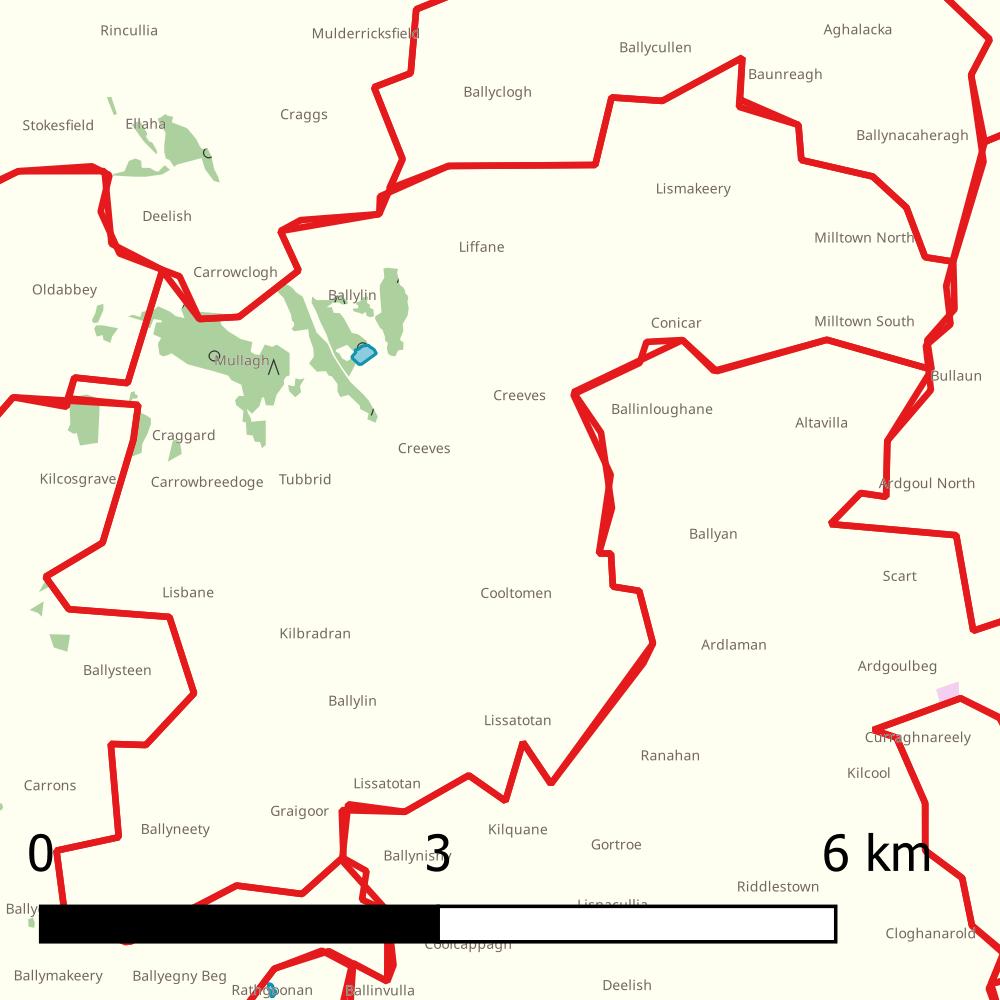 Rincullia
Mulderricksfield
Aghalacka
Ballycullen
Baunreagh
Ballyclogh
Craggs
Stokesfield
Ellaha
Ballynacaheragh
Lismakeery
Deelish
Milltown North
Liffane
Carrowclogh
Oldabbey
Ballylin
Conicar
Milltown South
Mullagh
Bullaun
Creeves
Ballinloughane
Altavilla
Craggard
Creeves
Kilcosgrave
Carrowbreedoge
Tubbrid
Ardgoul North
Ballyan
Scart
Lisbane
Cooltomen
Kilbradran
Ardlaman
Ballysteen
Ardgoulbeg
Ballylin
Lissatotan
Curraghnareely
Ranahan
Kilcool
Carrons
Lissatotan
Graigoor
Ballyneety
Kilquane
Gortroe
Ballynisky
0 3 6 km
Riddlestown
Lisnacullia
Bally
Cloghanarold
Coolcappagh
Ballymakeery
Ballyegny Beg
Rathgoonan
Ballinvulla
Deelish